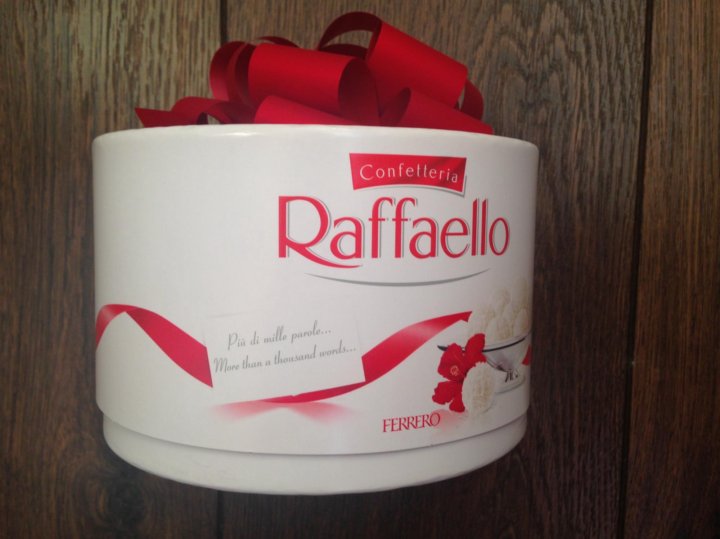 Confetteria
Raffaello
Più di mille parole...
More than a thousand words...
FERRERO